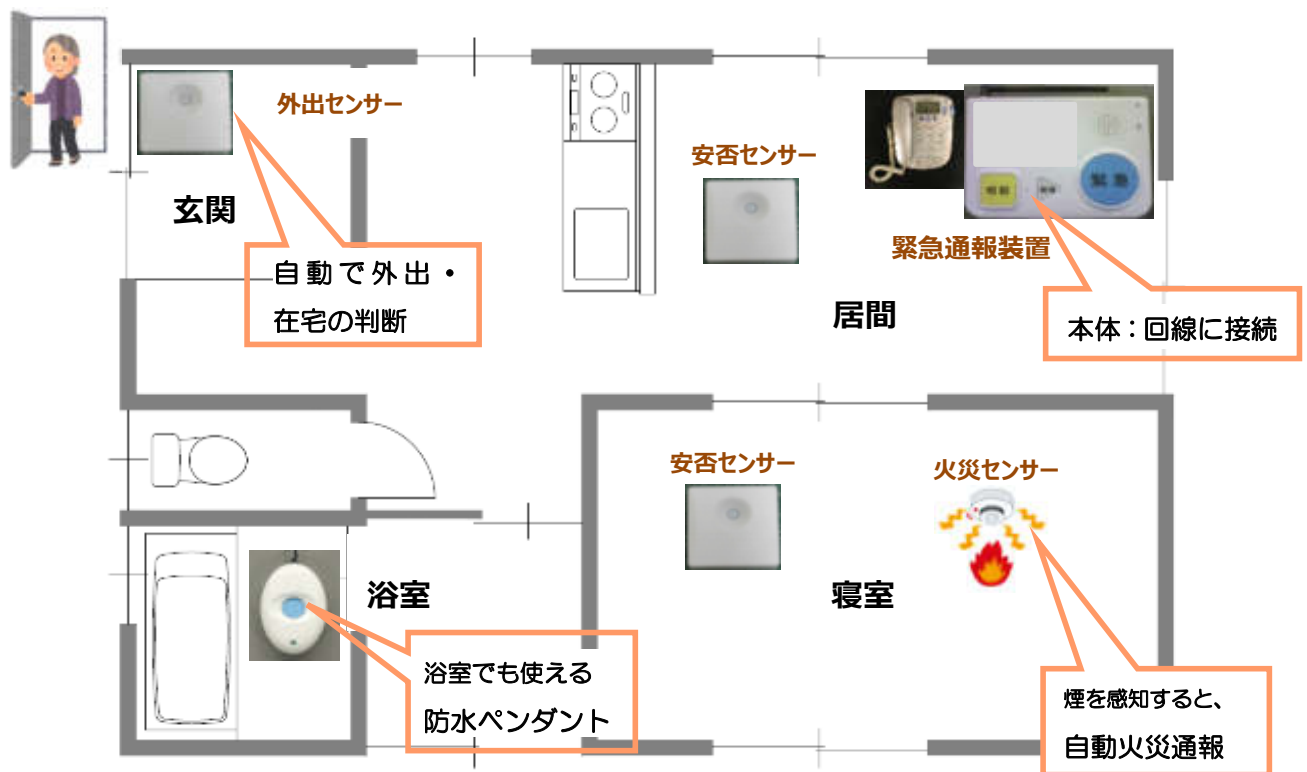 外出センサー
玄関
自動で外出・
在宅の判断
安否センサー
緊急
緊急通報装置
本体：回線に接続
居間
安否センサー
火災センサー
寝室
煙を感知すると、
自動火災通報
浴室
浴室でも使える
防水ペンダント